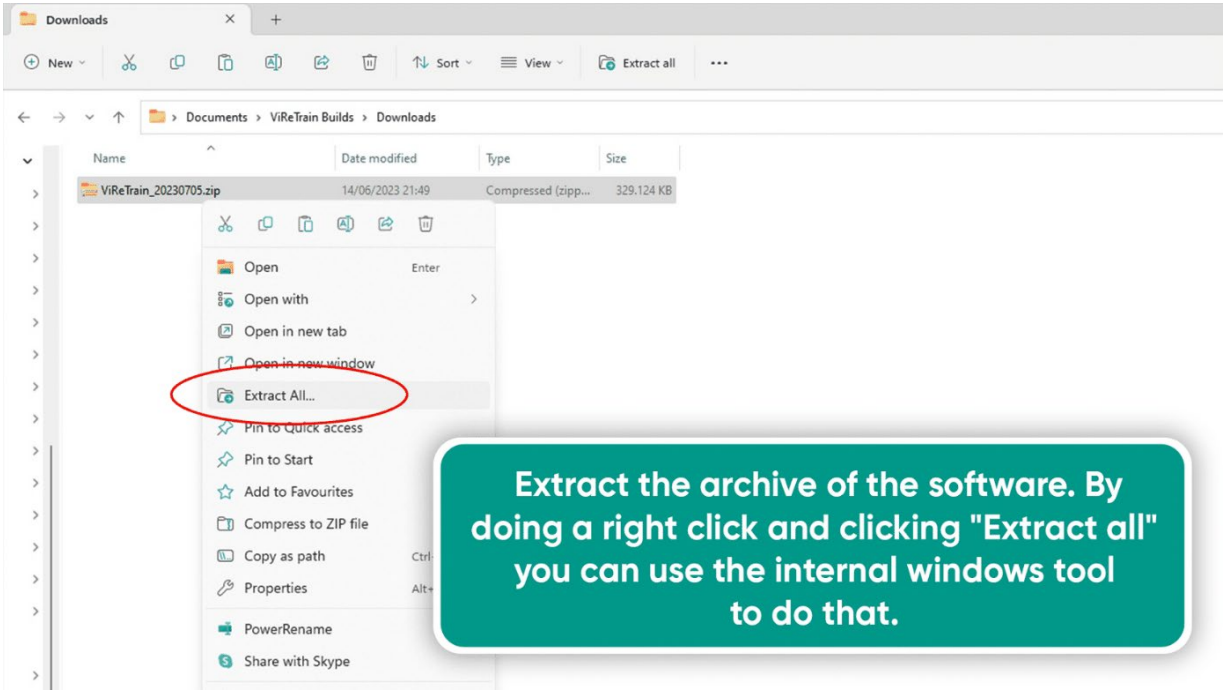 Downloads
New
Sort
View
Extract all
Documents > ViReTrain Builds > Downloads
Name Date modified Type Size
ViReTrain_20230705.zip 14/06/2023 21:49 Compressed (zipp... 329.124 KB
Open Enter
Open with
Open in new tab
Open in new window
Extract All...
Pin to Quick access
Pin to Start
Add to Favourites
Compress to ZIP file
Copy as path Ctrl
Properties Alt+
PowerRename
Share with Skype
Extract the archive of the software. By
doing a right click and clicking "Extract all"
you can use the internal windows tool
to do that.